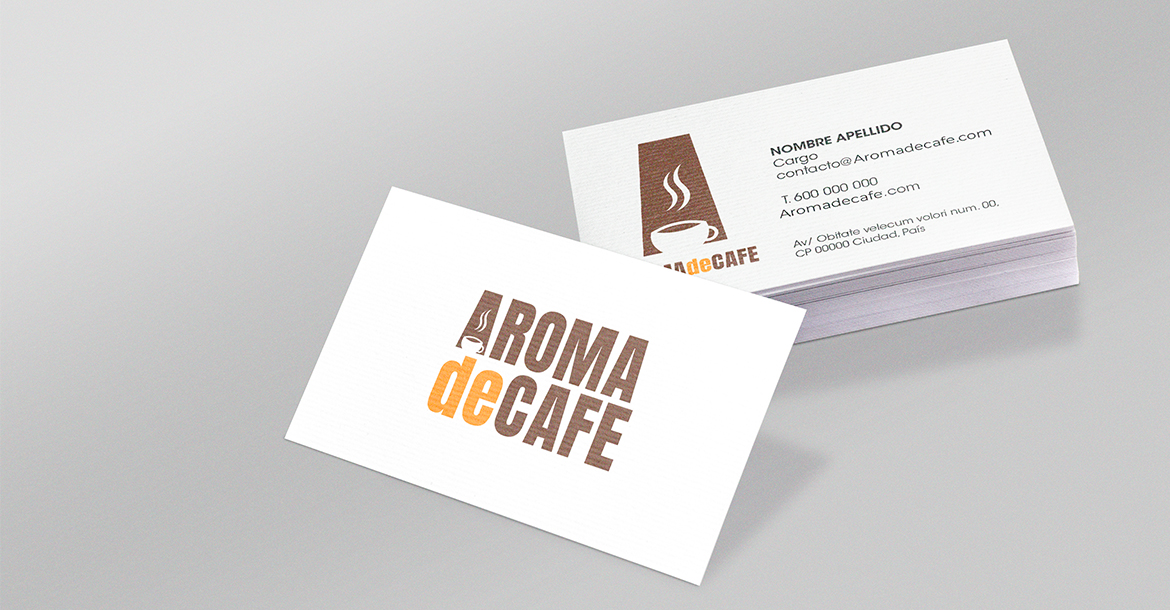 AROMA
deCAFE
NOMBRE APELLIDO
Cargo
contacto@Aromadecafe.com
T. 600 000 000
Aromadecafe.com
Av/ Obitate velecum volori num. 00.
CP 00000 Ciudad, País
deCAFE